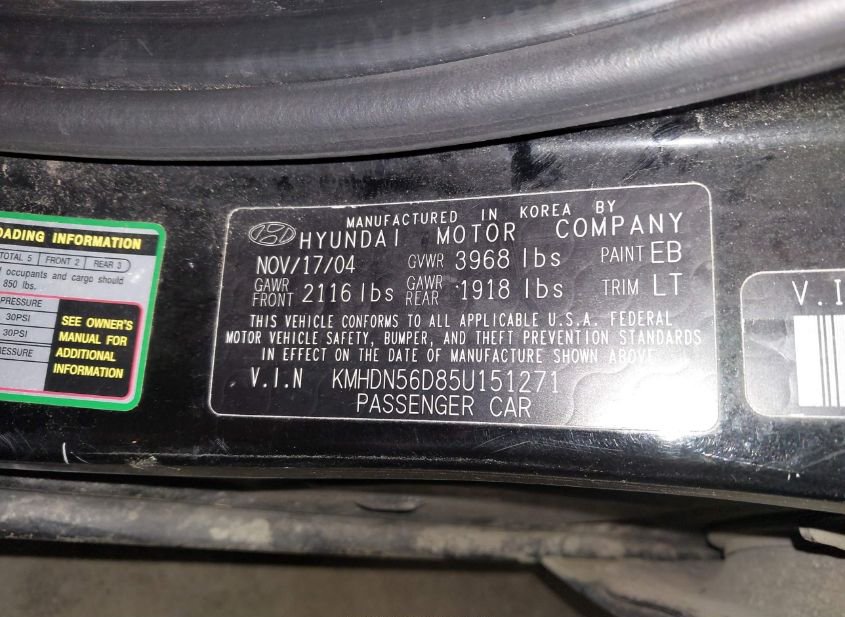 OADING INFORMATION
TOTAL 5 FRONT 2 REAR 3
occupants and cargo should
850 lbs.
PRESSURE
30PSI
30PSI
PRESSURE
SEE OWNER'S
MANUAL FOR
ADDITIONAL
INFORMATION
MANUFACTURED IN KOREA BY
HYUNDAI MOTOR COMPANY
NOV/17/04 GVWR 3968 lbs PAINT EB
GAWR FRONT 2116 lbs GAWR REAR 1918 lbs TRIM LT
THIS VEHICLE CONFORMS TO ALL APPLICABLE U.S.A. FEDERAL
MOTOR VEHICLE SAFETY, BUMPER, AND THEFT PREVENTION STANDARDS
IN EFFECT ON THE DATE OF MANUFACTURE SHOWN ABOVE.
V.I.N KMHDN56D85U151271
PASSENGER CAR
V.I